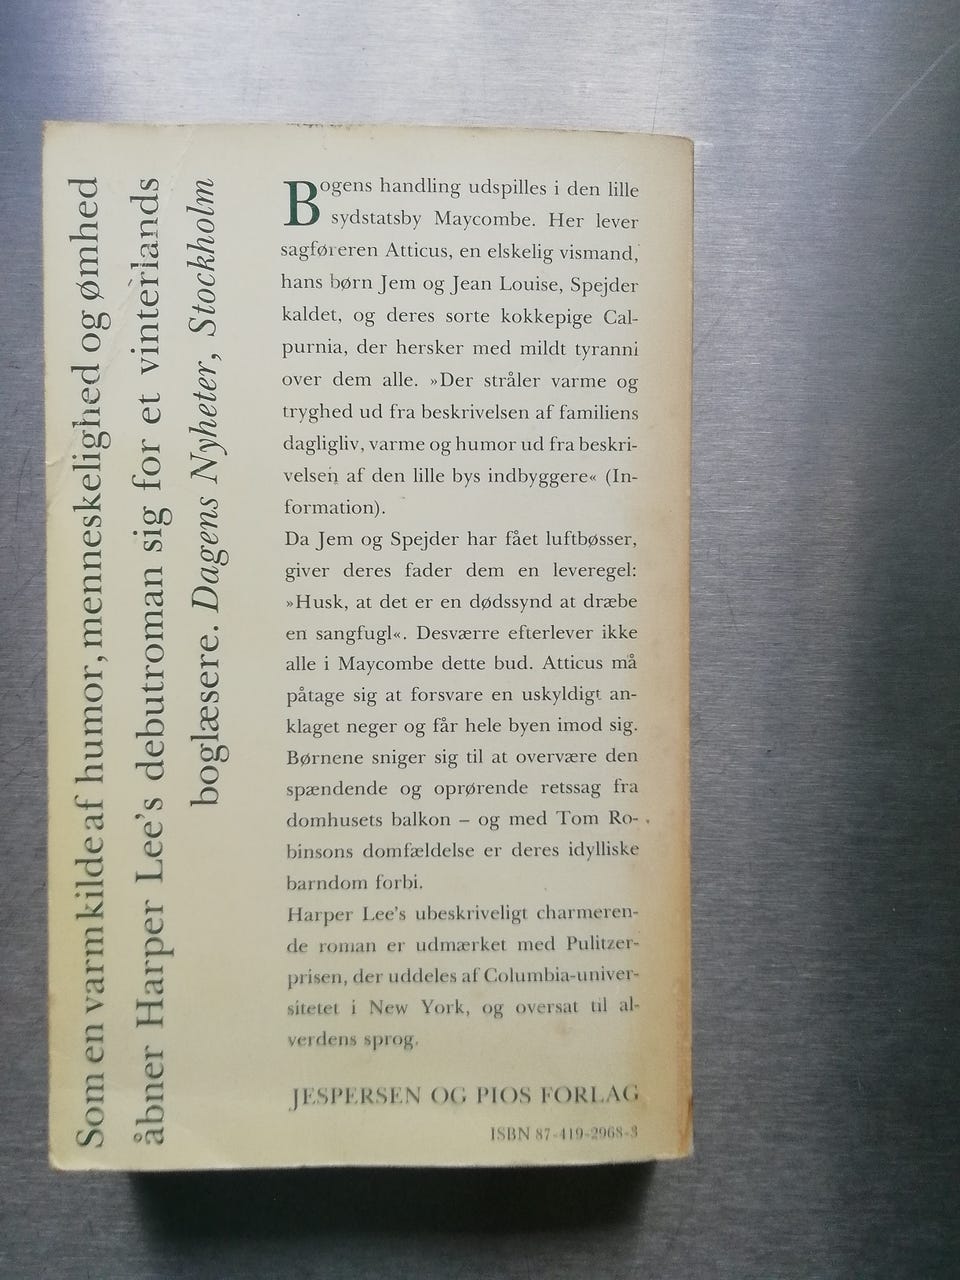 Som en varm kilde af humor, menneskelighed og ømhed
åbner Harper Lee's debutroman sig for et vinterlands
boglæsere. Dagens Nyheter, Stockholm
Bogens handling udspilles i den lille
sydstatsby Maycombe. Her lever
sagføreren Atticus, en elskelig vismand,
hans børn Jem og Jean Louise, Spejder
kaldet, og deres sorte kokkepige Cal-
purnia, der hersker med mildt tyranni
over dem alle. »Der stråler varme og
tryghed ud fra beskrivelsen af familiens
dagligliv, varme og humor ud fra beskri-
velsen af den lille bys indbyggere« (In-
formation).
Da Jem og Spejder har fået luftbøsser,
giver deres fader dem en leveregel:
»Husk, at det er en dødssynd at dræbe
en sangfugl«. Desværre efterlever ikke
alle i Maycombe dette bud. Atticus må
påtage sig at forsvare en uskyldigt an-
klaget neger og får hele byen imod sig.
Børnene sniger sig til at overvære den
spændende og oprørende retssag fra
domhusets balkon – og med Tom Ro-
binsons domfældelse er deres idylliske
barndom forbi.
Harper Lee's ubeskriveligt charmeren-
de roman er udmærket med Pulitzer-
prisen, der uddeles af Columbia-univer-
sitetet i New York, og oversat til al-
verdens sprog.
JESPERSEN OG PIOS FORLAG
ISBN 87-419-2968-3